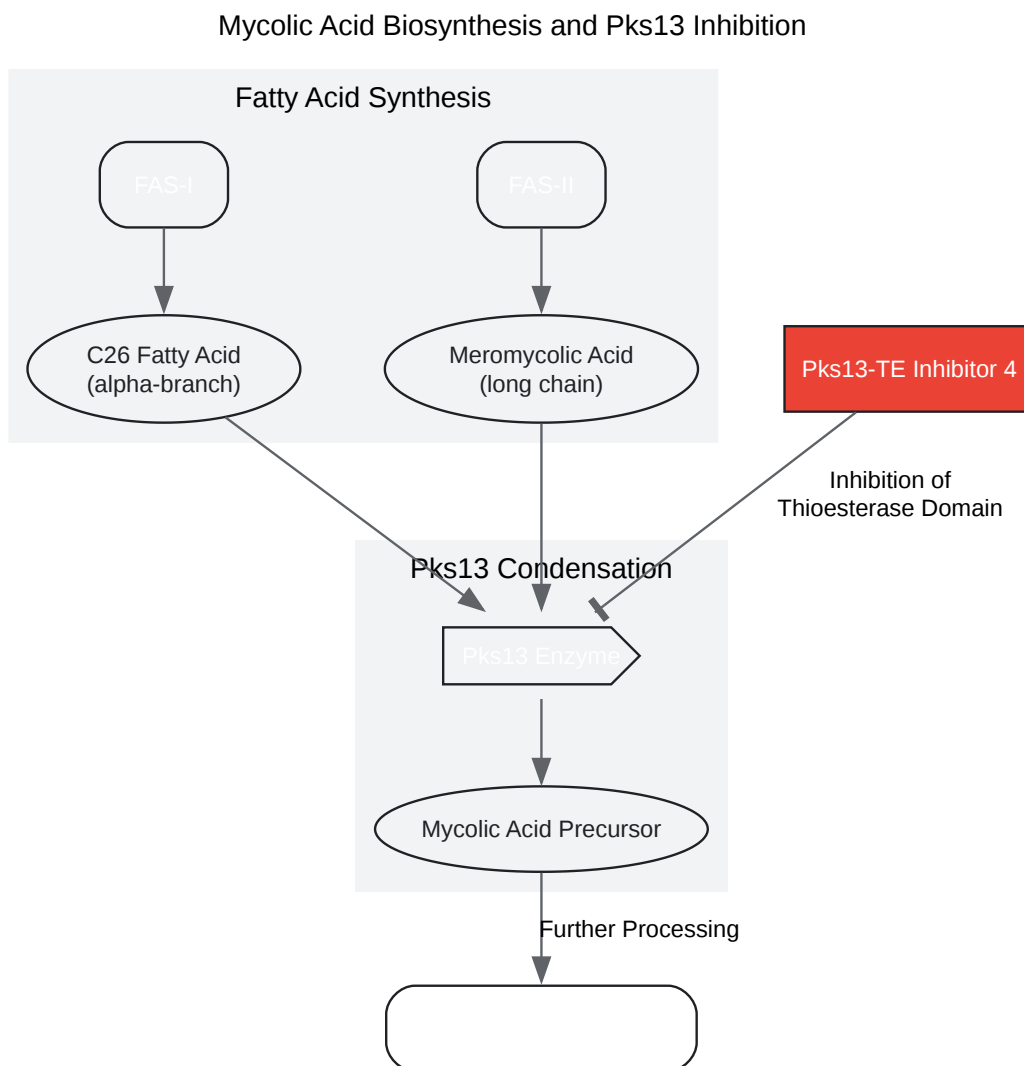 Mycolic Acid Biosynthesis and Pks13 Inhibition
Fatty Acid Synthesis
FAS-I
FAS-II
C26 Fatty Acid
(alpha-branch)
Meromycolic Acid
(long chain)
Pks13-TE Inhibitor 4
Inhibition of
Thioesterase Domain
Pks13 Condensation
Pks13 Enzyme
Mycolic Acid Precursor
Further Processing